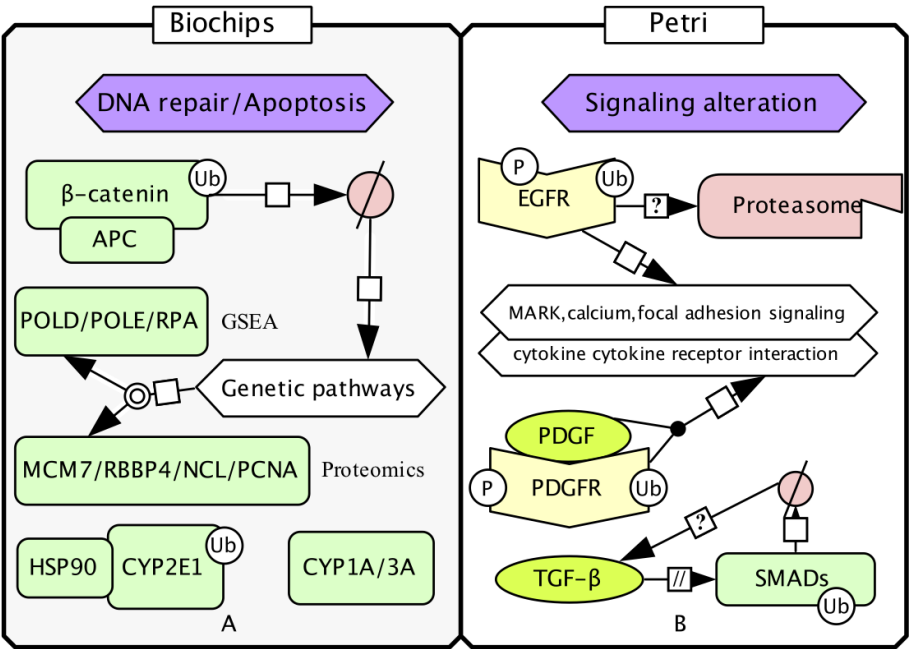 Biochips
DNA repair/Apoptosis
Ub
β-catenin
APC
POLD/POLE/RPA
GSEA
Genetic pathways
MCM7/RBBP4/NCL/PCNA
Proteomics
HSP90
CYP2E1
Ub
CYP1A/3A
A
Petri
Signaling alteration
P
Ub
EGFR
?
Proteasome
MARK,calcium,focal adhesion signaling
cytokine cytokine receptor interaction
PDGF
P
PDGFR
Ub
?
TGF-β
//
SMADs
Ub
B